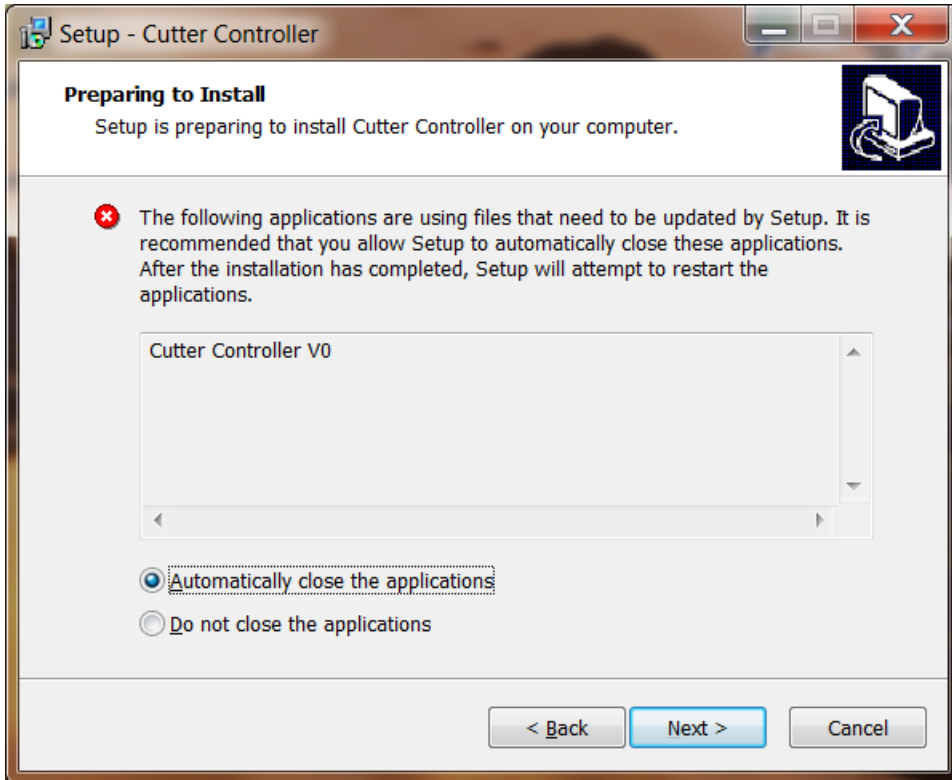 Setup - Cutter Controller
Preparing to Install
Setup is preparing to install Cutter Controller on your computer.
The following applications are using files that need to be updated by Setup. It is
recommended that you allow Setup to automatically close these applications.
After the installation has completed, Setup will attempt to restart the
applications.
Cutter Controller V0
Automatically close the applications
Do not close the applications
< Back Next > Cancel